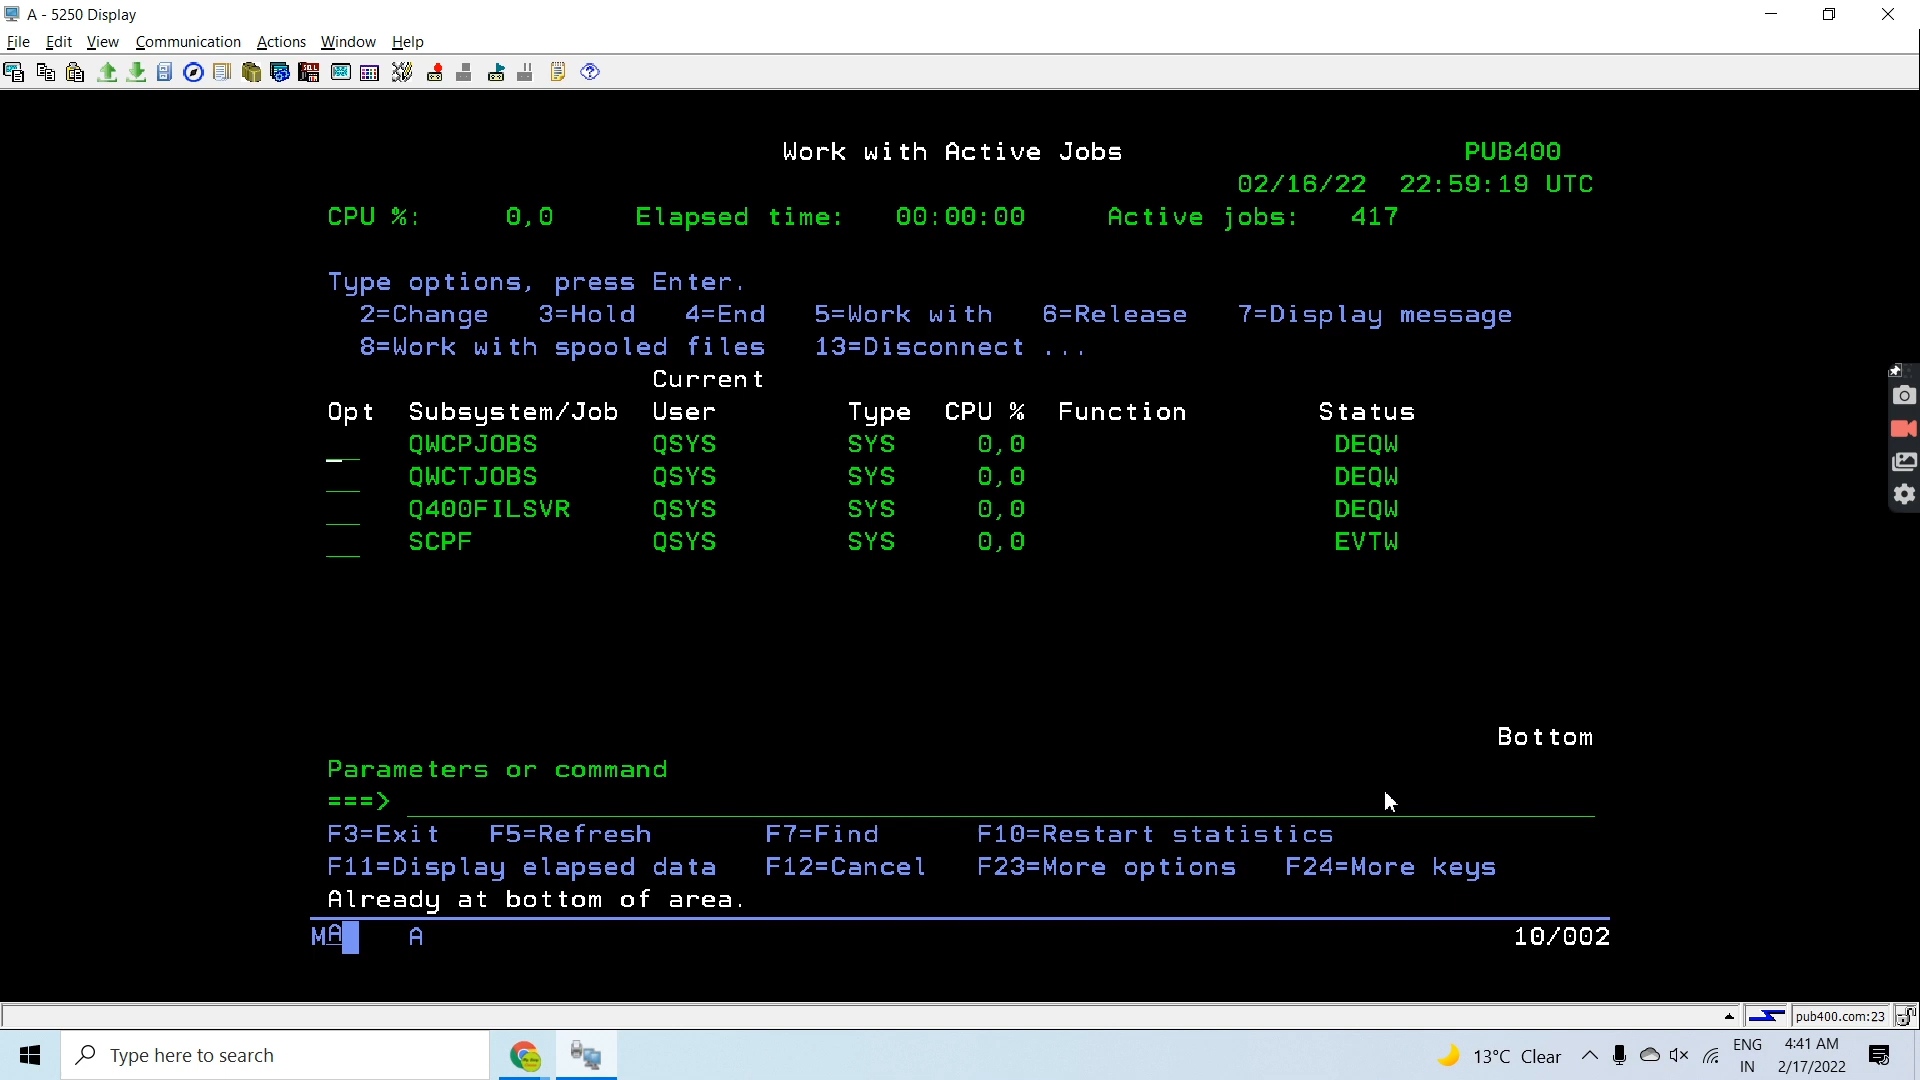 A - 5250 Display
File Edit View Communication Actions Window Help
Work with Active Jobs PUB400
02/16/22 22:59:19 UTC
CPU %: 0,0 Elapsed time: 00:00:00 Active jobs: 417
Type options, press Enter.
2=Change 3=Hold 4=End 5=Work with 6=Release 7=Display message
8=Work with spooled files 13=Disconnect ...
Current
Opt Subsystem/Job User Type CPU % Function Status
QWCPJOBS QSYS SYS 0,0 DEQW
QWCTJOBS QSYS SYS 0,0 DEQW
Q400FILSVR QSYS SYS 0,0 DEQW
SCPF QSYS SYS 0,0 EVTW
Bottom
Parameters or command
===>
F3=Exit F5=Refresh F7=Find F10=Restart statistics
F11=Display elapsed data F12=Cancel F23=More options F24=More keys
Already at bottom of area.
MA A 10/002
pub400.com:23
Type here to search 13°C Clear ENG IN 4:41 AM 2/17/2022